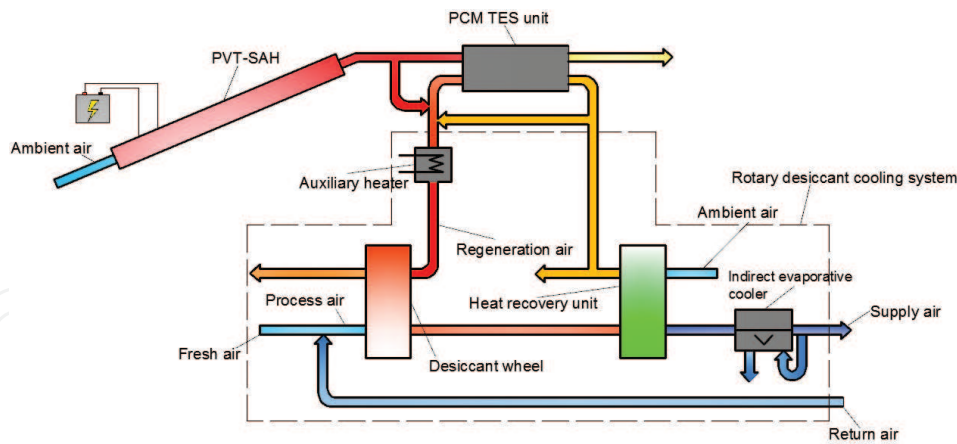 PCM TES unit
PVT-SAH
Ambient air
Auxiliary heater
Rotary desiccant cooling system
Ambient air
Regeneration air
Indirect evaporative
cooler
Process air
Heat recovery unit
Supply air
Fresh air
Desiccant wheel
Return air